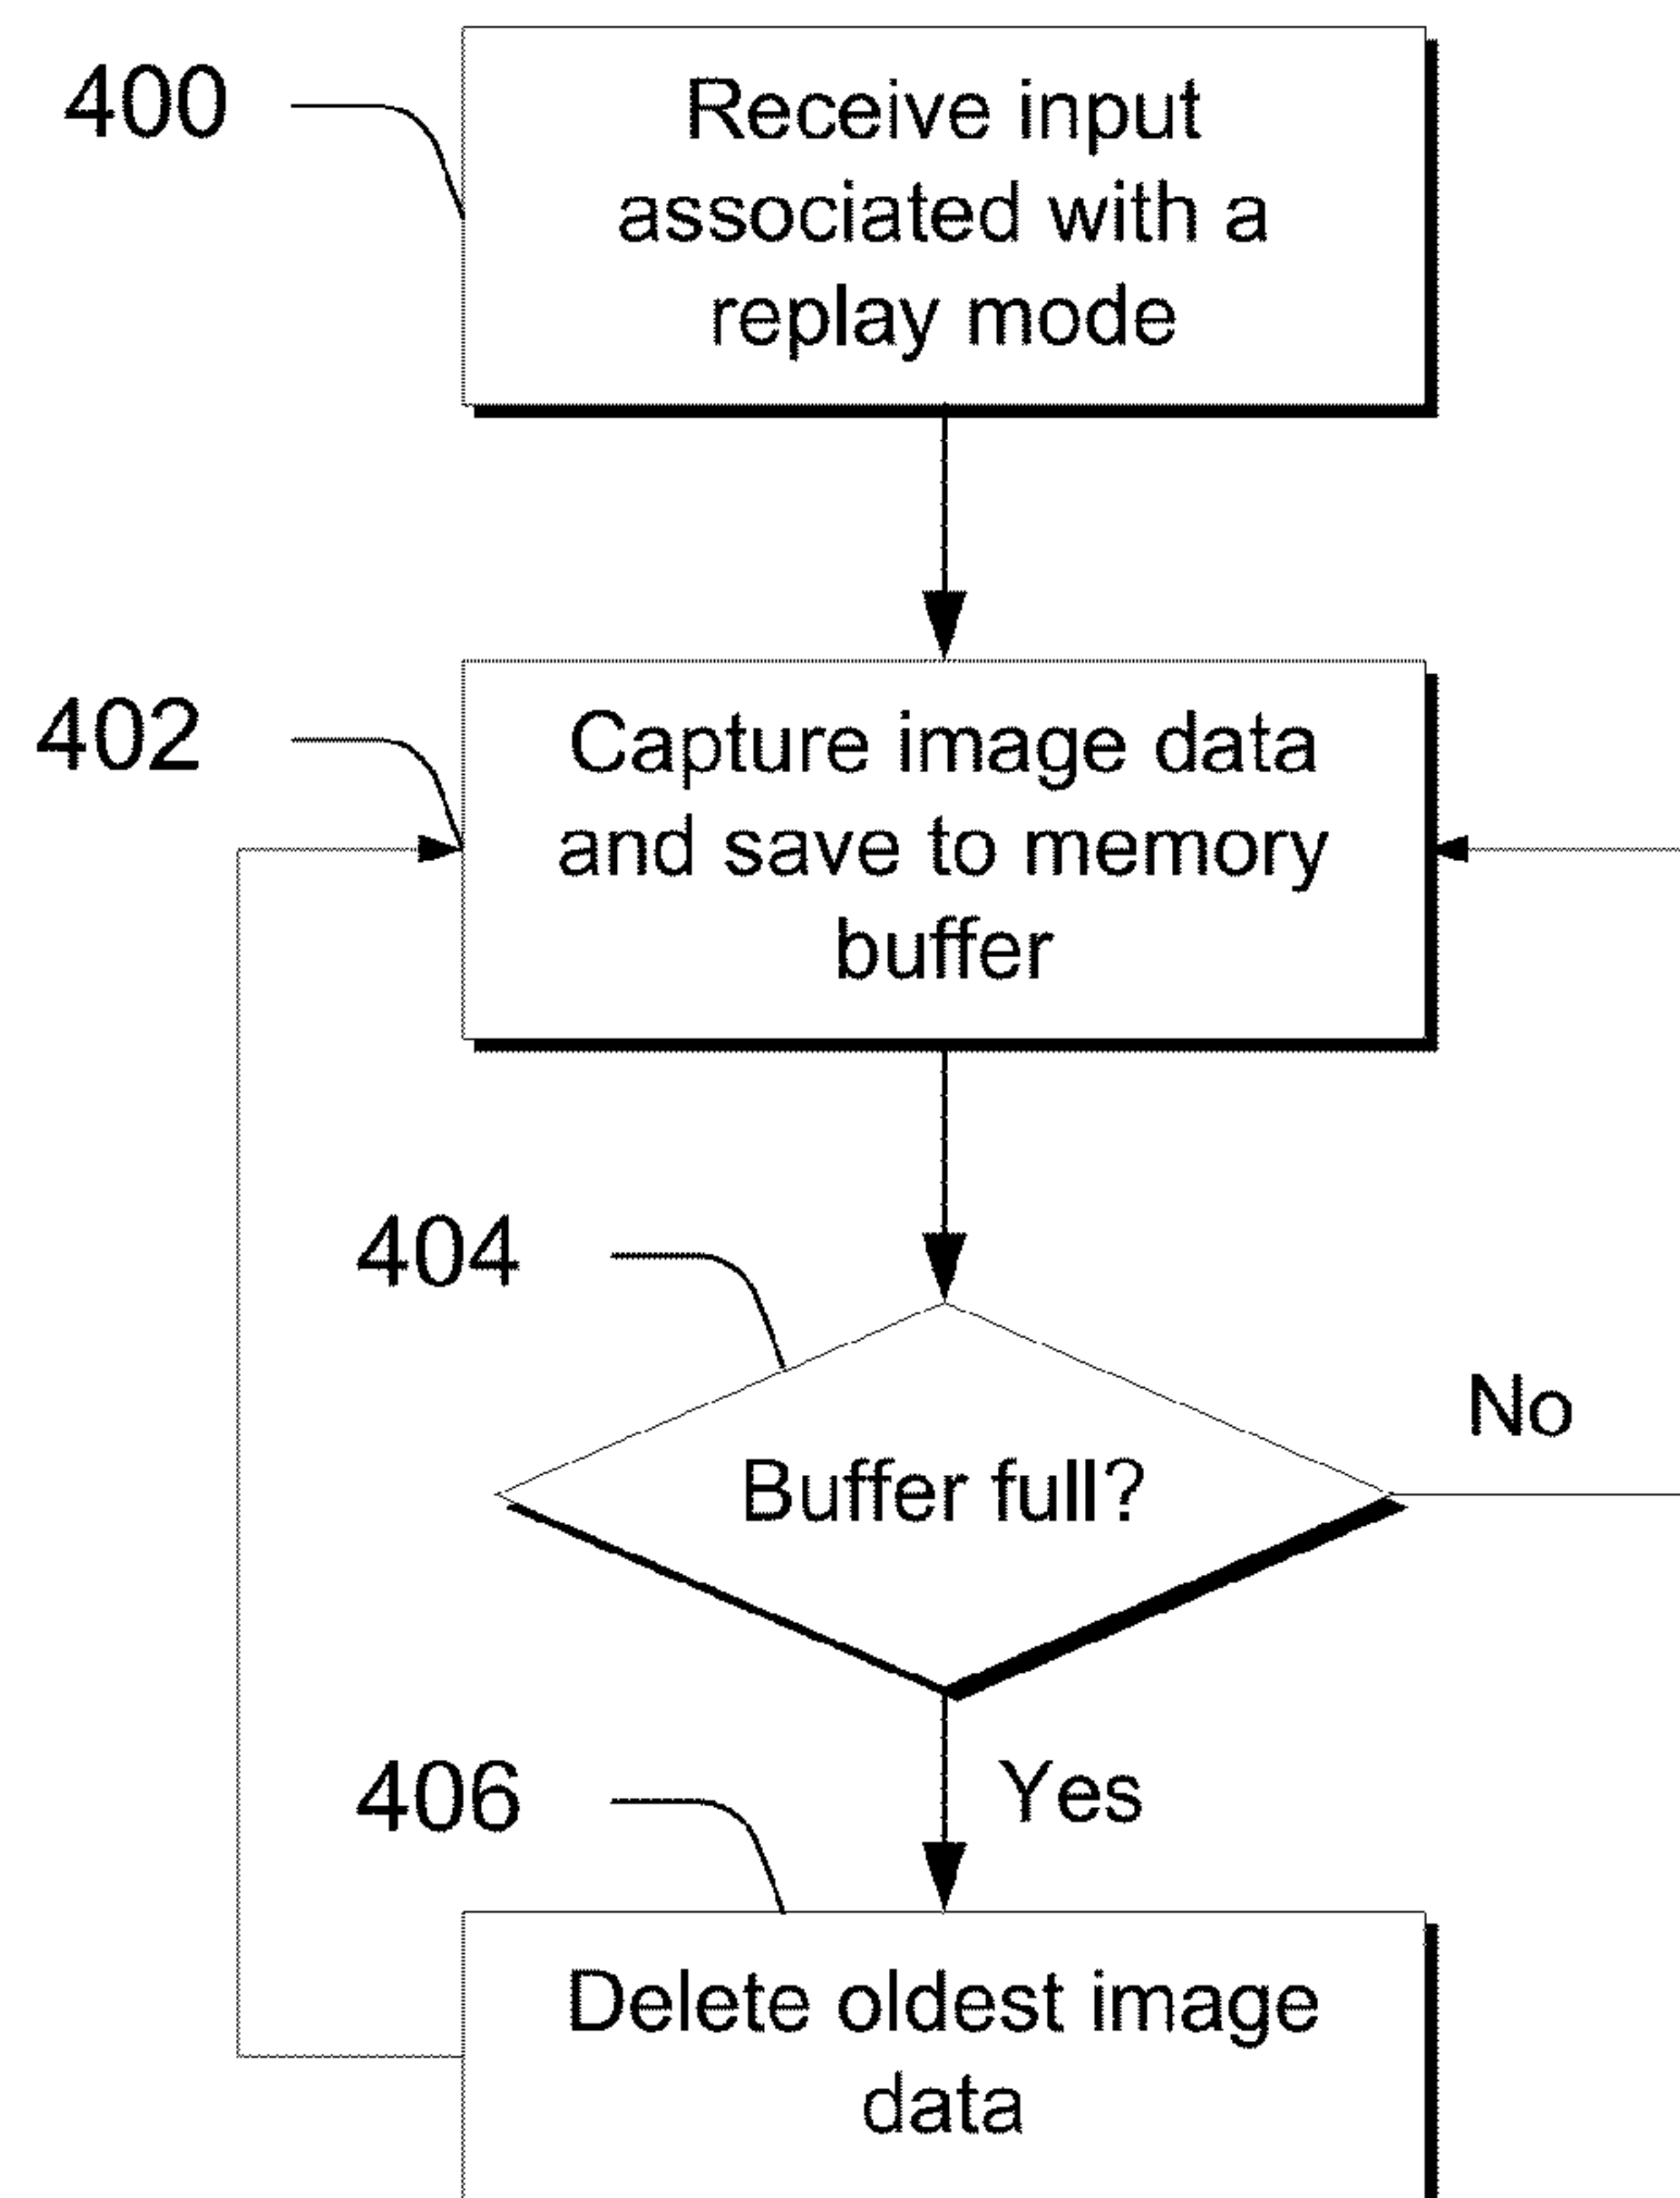 400
Receive input
associated with a
replay mode
402
Capture image data
and save to memory
buffer
404
Buffer full?
No
406
Yes
Delete oldest image
data